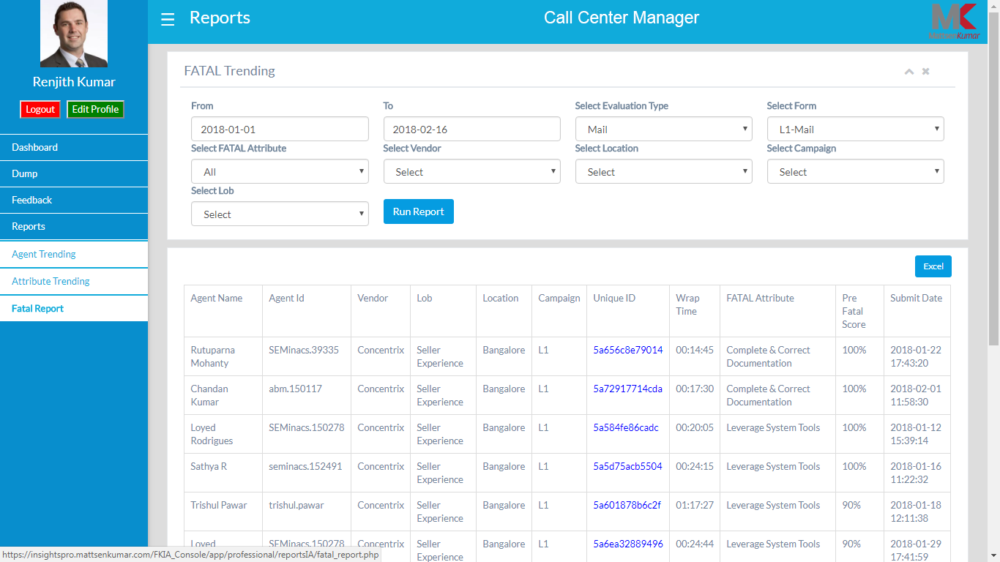 Reports
Call Center Manager
MK
MattsenKumar
Renjith Kumar
Logout Edit Profile
Dashboard
Dump
Feedback
Reports
Agent Trending
Attribute Trending
Fatal Report
FATAL Trending
From To Select Evaluation Type Select Form
2018-01-01 2018-02-16 Mail L1-Mail
Select FATAL Attribute Select Vendor Select Location Select Campaign
All Select Select Select
Select Lob
Select Run Report
Excel
Agent Name Agent Id Vendor Lob Location Campaign Unique ID Wrap FATAL Attribute Pre Submit Date
Time Fatal
Score
Rutuparna SEMinacs.39335 Concentrix Seller Bangalore L1 5a656c8e79014 00:14:45 Complete & Correct 100% 2018-01-22
Mohanty Experience Documentation 17:43:20
Chandan abm.150117 Concentrix Seller Bangalore L1 5a72917714cda 00:17:30 Complete & Correct 100% 2018-02-01
Kumar Experience Documentation 11:58:30
Loyed SEMinacs.150278 Concentrix Seller Bangalore L1 5a584fe86cadc 00:20:05 Leverage System Tools 100% 2018-01-12
Rodrigues Experience 15:39:14
Sathya R seminacs.152491 Concentrix Seller Bangalore L1 5a5d75acb5504 00:24:15 Leverage System Tools 100% 2018-01-16
Experience 11:22:32
Trishul Pawar trishul.pawar Concentrix Seller Bangalore L1 5a601878b6c2f 01:17:27 Leverage System Tools 90% 2018-01-18
Experience 12:11:38
Loyed SEMinacs.150278 Concentrix Seller Bangalore L1 5a6ea32889496 00:24:44 Leverage System Tools 90% 2018-01-29
Experience 17:41:59
https://insightspro.mattsenkumar.com/FKIA_Console/app/professional/reportsIA/fatal_report.php